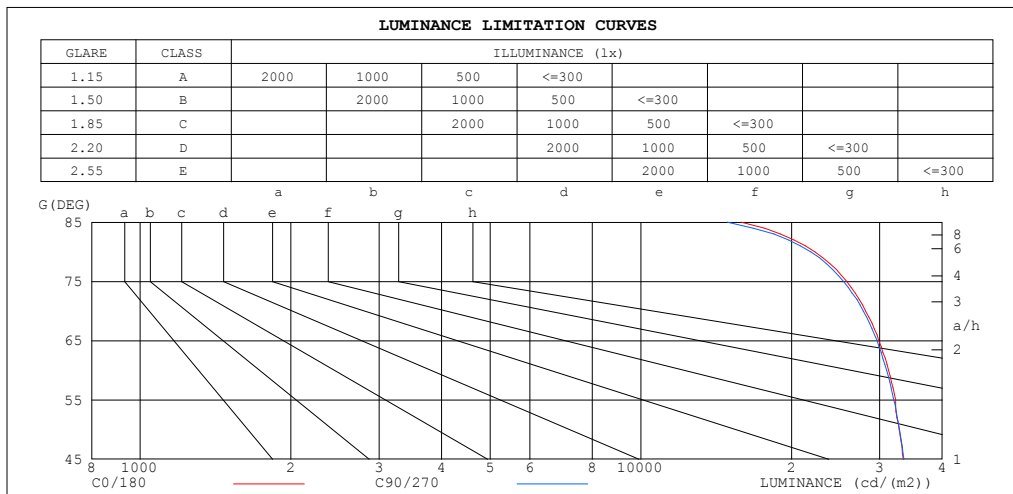 LUMINANCE LIMITATION CURVES
GLARE CLASS ILLUMINANCE (lx)
1.15 A 2000 1000 500 <=300
1.50 B 2000 1000 500 <=300
1.85 C 2000 1000 500 <=300
2.20 D 2000 1000 500 <=300
2.55 E 2000 1000 500 <=300
a b c d e f g h
G(DEG) a b c d e f g h
85 8
6
75 4
3
65 a/h
2
55
45 1
8 1000 2 3 4 5 6 8 10000 2 3 4
C0/180 C90/270 LUMINANCE (cd/(m2))